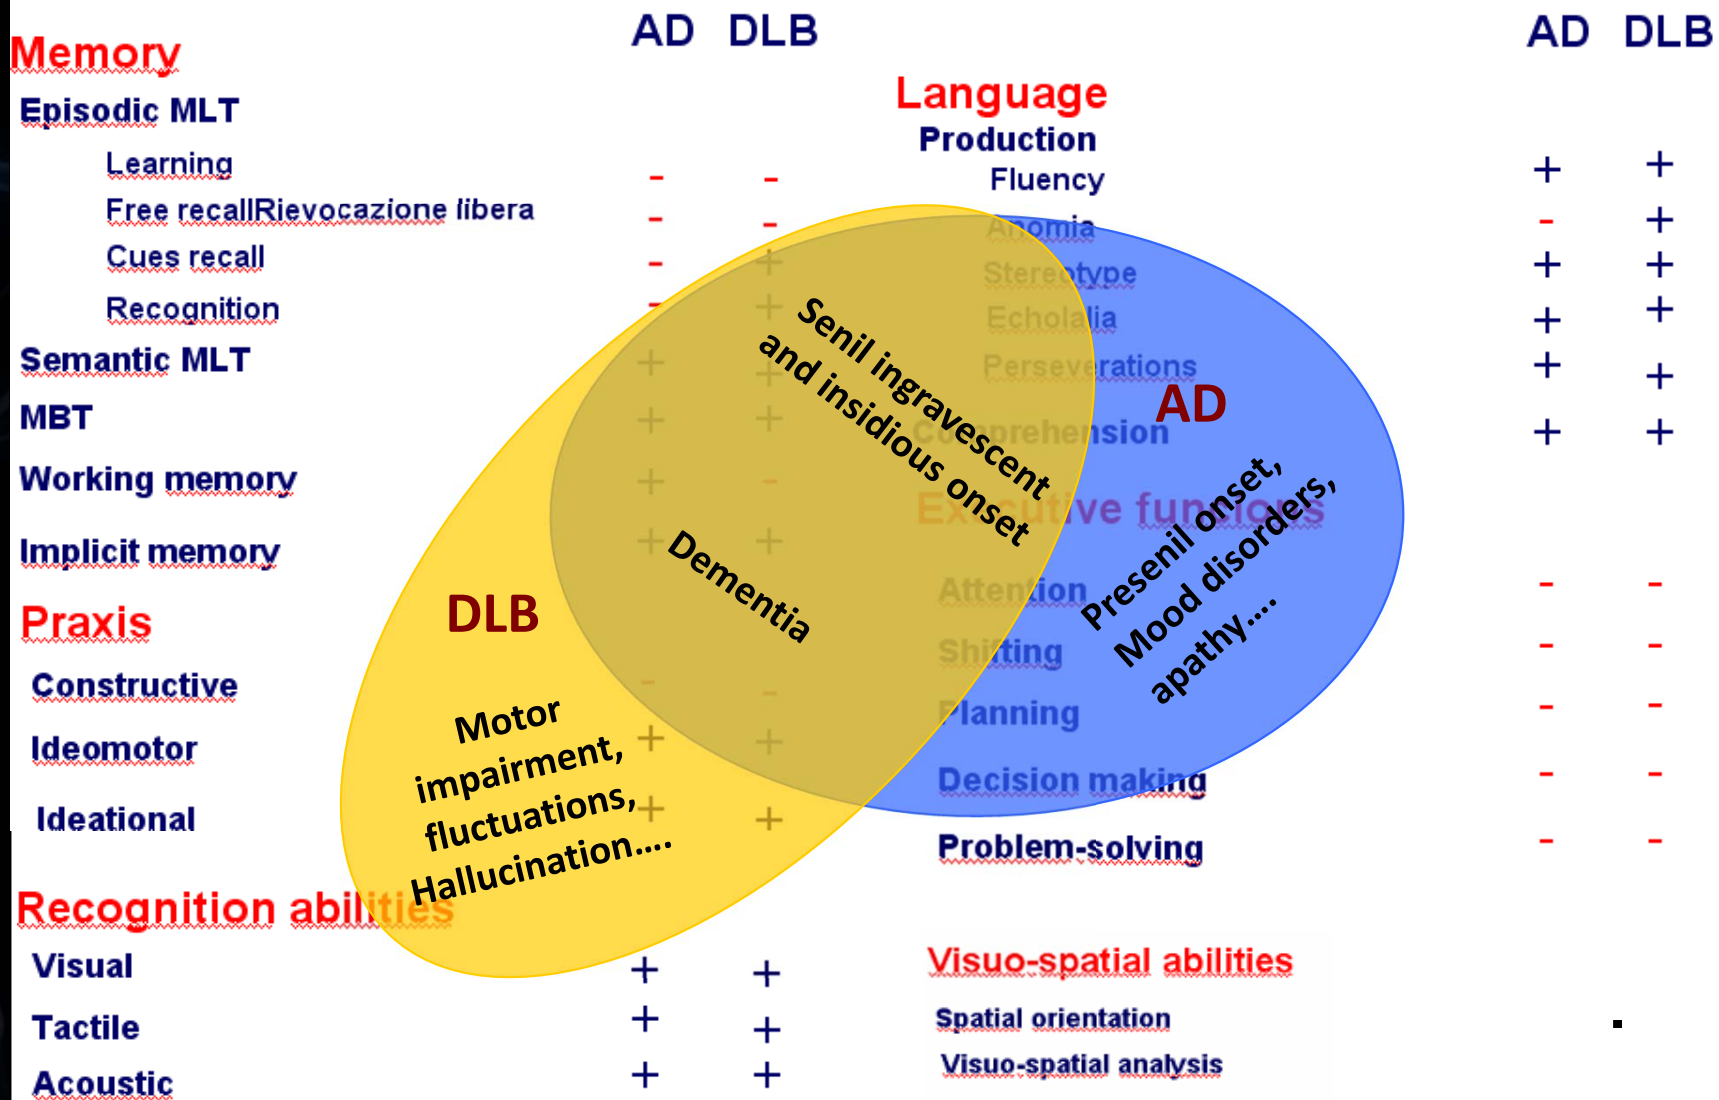 AD DLB
Memory
Episodic MLT
Learning - -
Free recallRievocazione libera - -
Cues recall - +
Recognition - +
Semantic MLT + +
MBT + +
Working memory + -
Implicit memory + +
Praxis
Constructive - -
Ideomotor + +
Ideational + +
Recognition abilities
Visual + +
Tactile + +
Acoustic + +
AD DLB
Language
Production
Fluency + +
Anomia - +
Stereotype + +
Echolalia + +
Perseverations + +
Comprehension + +
Executive funcions
Attention - -
Shifting - -
Planning - -
Decision making - -
Problem-solving - -
Visuo-spatial abilities
Spatial orientation
Visuo-spatial analysis
Senil ingravescent
and insidious onset
Dementia
DLB
Motor
impairment,
fluctuations,
Hallucination....
AD
Presenil onset,
Mood disorders,
apathy....